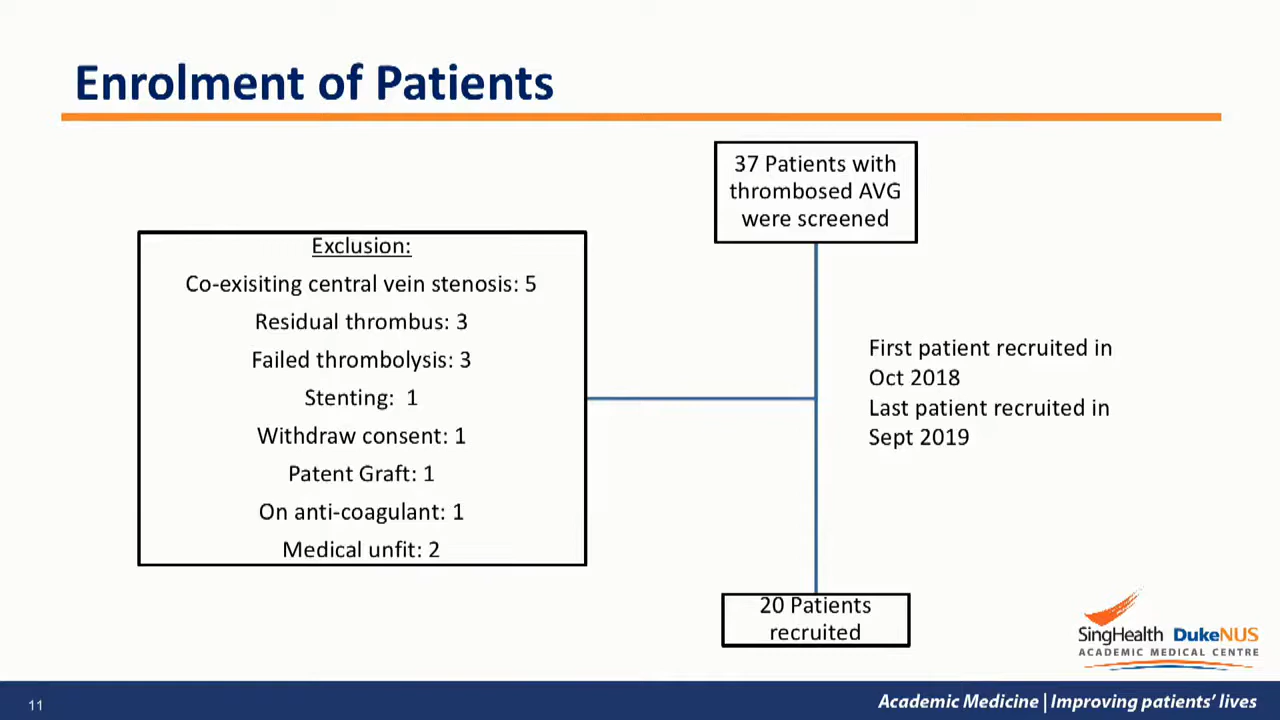 Enrolment of Patients
37 Patients with
thrombosed AVG
were screened
Exclusion:
Co-exisiting central vein stenosis: 5
Residual thrombus: 3
Failed thrombolysis: 3
Stenting: 1
Withdraw consent: 1
Patent Graft: 1
On anti-coagulant: 1
Medical unfit: 2
First patient recruited in
Oct 2018
Last patient recruited in
Sept 2019
20 Patients
recruited
SingHealth DukeNUS
ACADEMIC MEDICAL CENTRE
11
Academic Medicine | Improving patients' lives